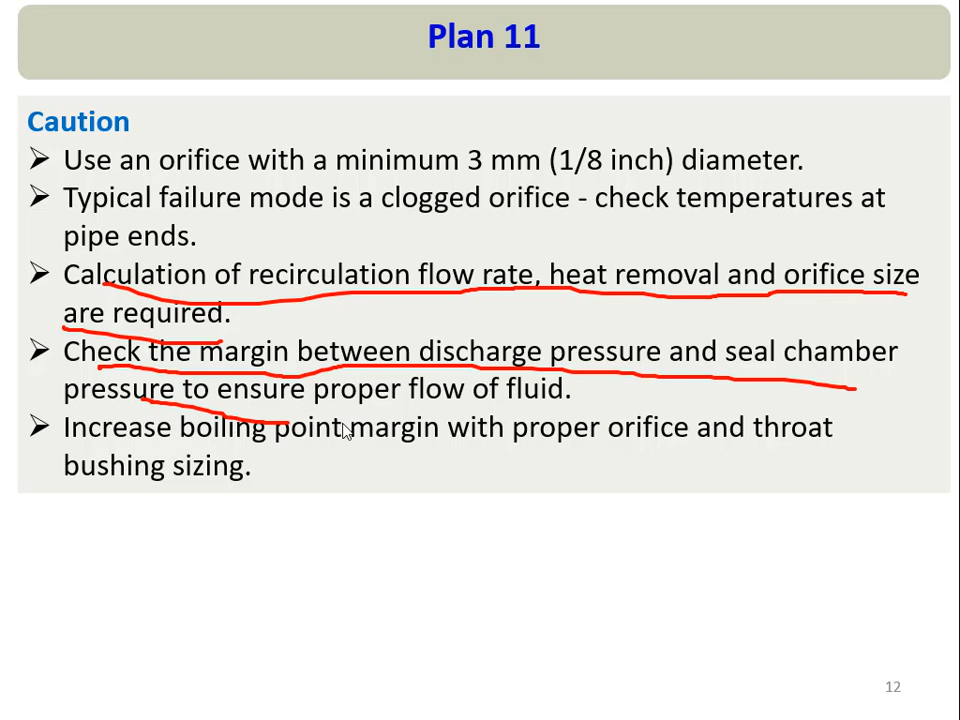 Plan 11
Caution
➢ Use an orifice with a minimum 3 mm (1/8 inch) diameter.
➢ Typical failure mode is a clogged orifice - check temperatures at
pipe ends.
➢ Calculation of recirculation flow rate, heat removal and orifice size
are required.
➢ Check the margin between discharge pressure and seal chamber
pressure to ensure proper flow of fluid.
➢ Increase boiling point margin with proper orifice and throat
bushing sizing.
12